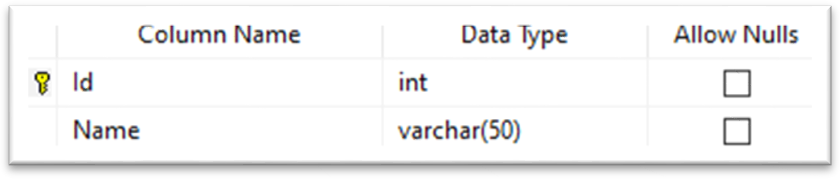 Column Name Data Type Allow Nulls
Id int
Name varchar(50)